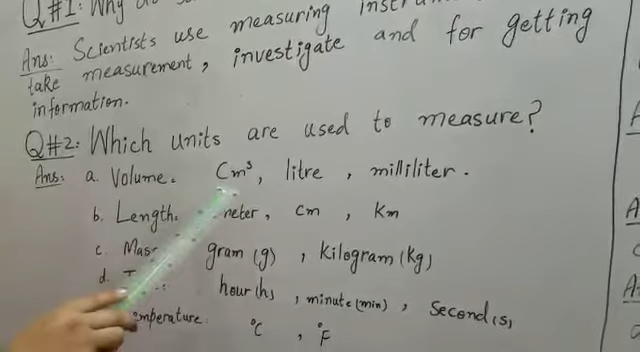 Q#1: Why
Ans: Scientists use measuring
take measurement, investigate and for getting
information.
Q#2: Which units are used to measure?
Ans: a. Volume. Cm³, litre, milliliter.
b. Length. meter, cm, Km
c. Mass gram (g), Kilogram (Kg)
d. hour (h), minute (min), Second (s)
°C, °F